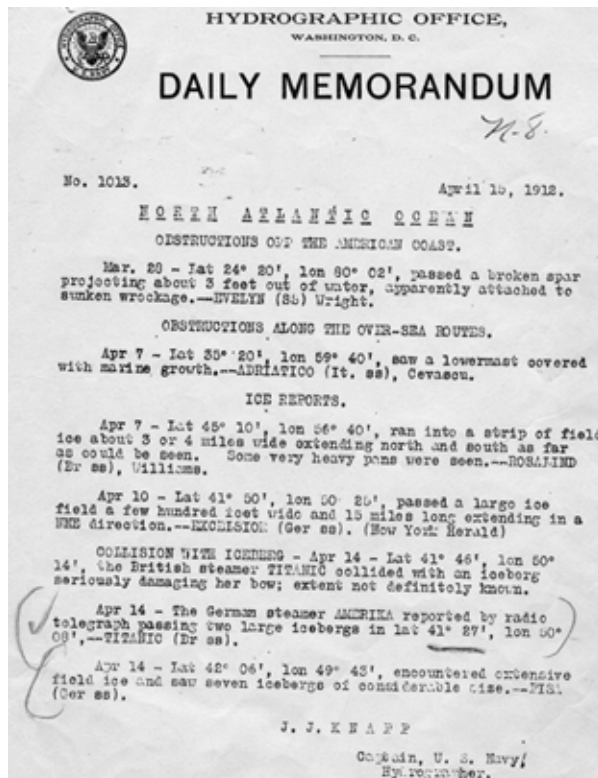 HYDROGRAPHIC OFFICE,
WASHINGTON, D. C.
DAILY MEMORANDUM
N-8.
No. 1013.
April 15, 1912.
NORTH ATLANTIC OCEAN
OBSTRUCTIONS OFF THE AMERICAN COAST.
Mar. 28 - Lat 24° 20', lon 80° 02', passed a broken spar
projecting about 3 feet out of water, apparently attached to
sunken wreckage.--EVELYN (SS) Wright.
OBSTRUCTIONS ALONG THE OVER-SEA ROUTES.
Apr 7 - Lat 35° 20', lon 59° 40', saw a lowermast covered
with marine growth.--ADRIATICO (It. ss), Cevascu.
ICE REPORTS.
Apr 7 - Lat 45° 10', lon 56° 40', ran into a strip of field
ice about 3 or 4 miles wide extending north and south as far
as could be seen. Some very heavy pans were seen.--ROSALIND
(Br ss), Williams.
Apr 10 - Lat 41° 50', lon 50° 25', passed a large ice
field a few hundred feet wide and 15 miles long extending in a
NNE direction.--EXCELSIOR (Ger ss). (New York Herald)
COLLISION WITH ICEBERG - Apr 14 - Lat 41° 46', lon 50°
14', the British steamer TITANIC collided with an iceberg
seriously damaging her bow; extent not definitely known.
Apr 14 - The German steamer AMERIKA reported by radio
telegraph passing two large icebergs in lat 41° 27', lon 50°
08',--TITANIC (Br ss).
Apr 14 - Lat 42° 06', lon 49° 43', encountered extensive
field ice and saw seven icebergs of considerable size.--PISA
(Ger ss).
J. J. KNAPP
Captain, U. S. Navy,
Hydrographer.